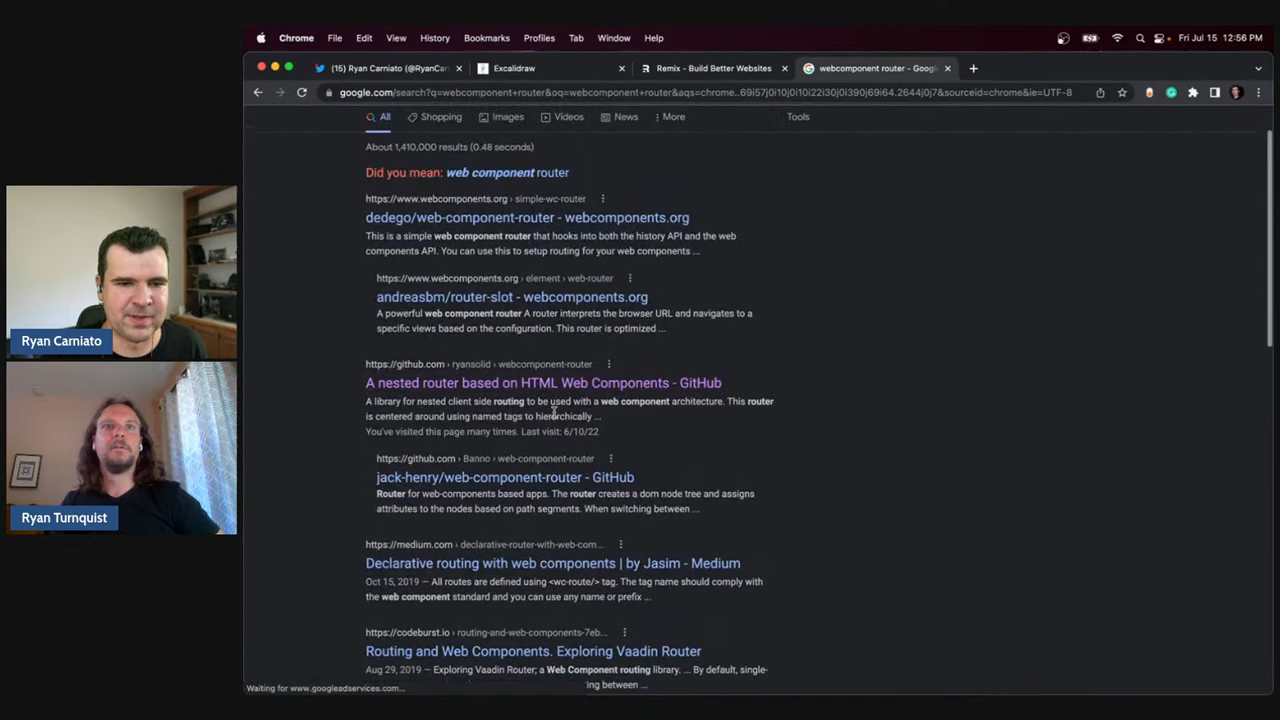 Chrome File Edit View History Bookmarks Profiles Tab Window Help Fri Jul 15 12:56 PM
(15) Ryan Carniato (@RyanCar Excalidraw Remix - Build Better Websites webcomponent router - Google
google.com/search?q=webcomponent+router&oq=webcomponent+router&aqs=chrome..69i57j0i10j0i10i22i30j0i390j69i64.2644j0j7&sourceid=chrome&ie=UTF-8
All Shopping Images Videos News More Tools
About 1,410,000 results (0.48 seconds)
Did you mean: web component router
https://www.webcomponents.org › simple-wc-router
dedego/web-component-router - webcomponents.org
This is a simple web component router that hooks into both the history API and the web
components API. You can use this to setup routing for your web components ...
https://www.webcomponents.org › element › web-router
andreasbm/router-slot - webcomponents.org
A powerful web component router A router interprets the browser URL and navigates to a
specific views based on the configuration. This router is optimized ...
https://github.com › ryansolid › webcomponent-router
A nested router based on HTML Web Components - GitHub
A library for nested client side routing to be used with a web component architecture. This router
is centered around using named tags to hierarchically ...
You've visited this page many times. Last visit: 6/10/22
https://github.com › Banno › web-component-router
jack-henry/web-component-router - GitHub
Router for web-components based apps. The router creates a dom node tree and assigns
attributes to the nodes based on path segments. When switching between ...
https://medium.com › declarative-router-with-web-com...
Declarative routing with web components | by Jasim - Medium
Oct 15, 2019 — All routes are defined using <wc-route/> tag. The tag name should comply with
the web component standard and you can use any name or prefix ...
https://codeburst.io › routing-and-web-components-7eb...
Routing and Web Components. Exploring Vaadin Router
Aug 29, 2019 — Exploring Vaadin Router; a Web Component routing library. ... By default, single-
ing between ...
Waiting for www.googleadservices.com...
Ryan Carniato
Ryan Turnquist